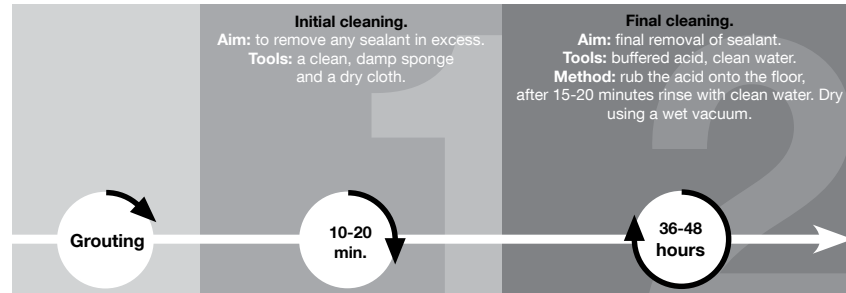 Initial cleaning.
Aim: to remove any sealant in excess.
Tools: a clean, damp sponge
and a dry cloth.
Final cleaning.
Aim: final removal of sealant.
Tools: buffered acid, clean water.
Method: rub the acid onto the floor,
after 15-20 minutes rinse with clean water. Dry
using a wet vacuum.
1
2
Grouting
10-20
min.
36-48
hours